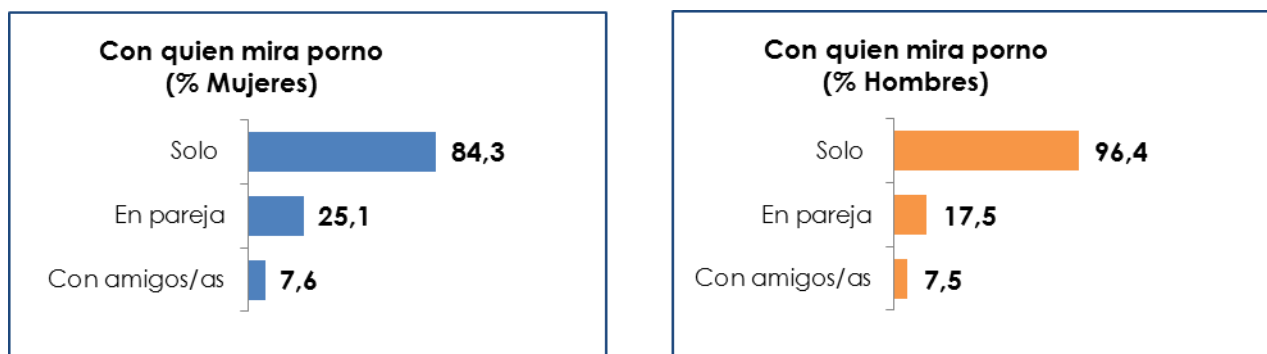 Con quien mira porno
(% Mujeres)
Solo 84,3
En pareja 25,1
Con amigos/as 7,6
Con quien mira porno
(% Hombres)
Solo 96,4
En pareja 17,5
Con amigos/as 7,5